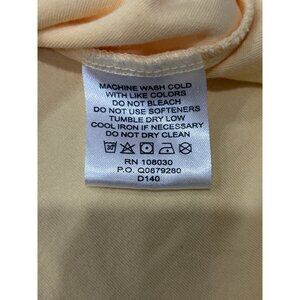 MACHINE WASH COLD
WITH LIKE COLORS
DO NOT BLEACH
DO NOT USE SOFTENERS
TUMBLE DRY LOW
COOL IRON IF NECESSARY
DO NOT DRY CLEAN
30°
RN 108030
P.O. Q0879280
D140